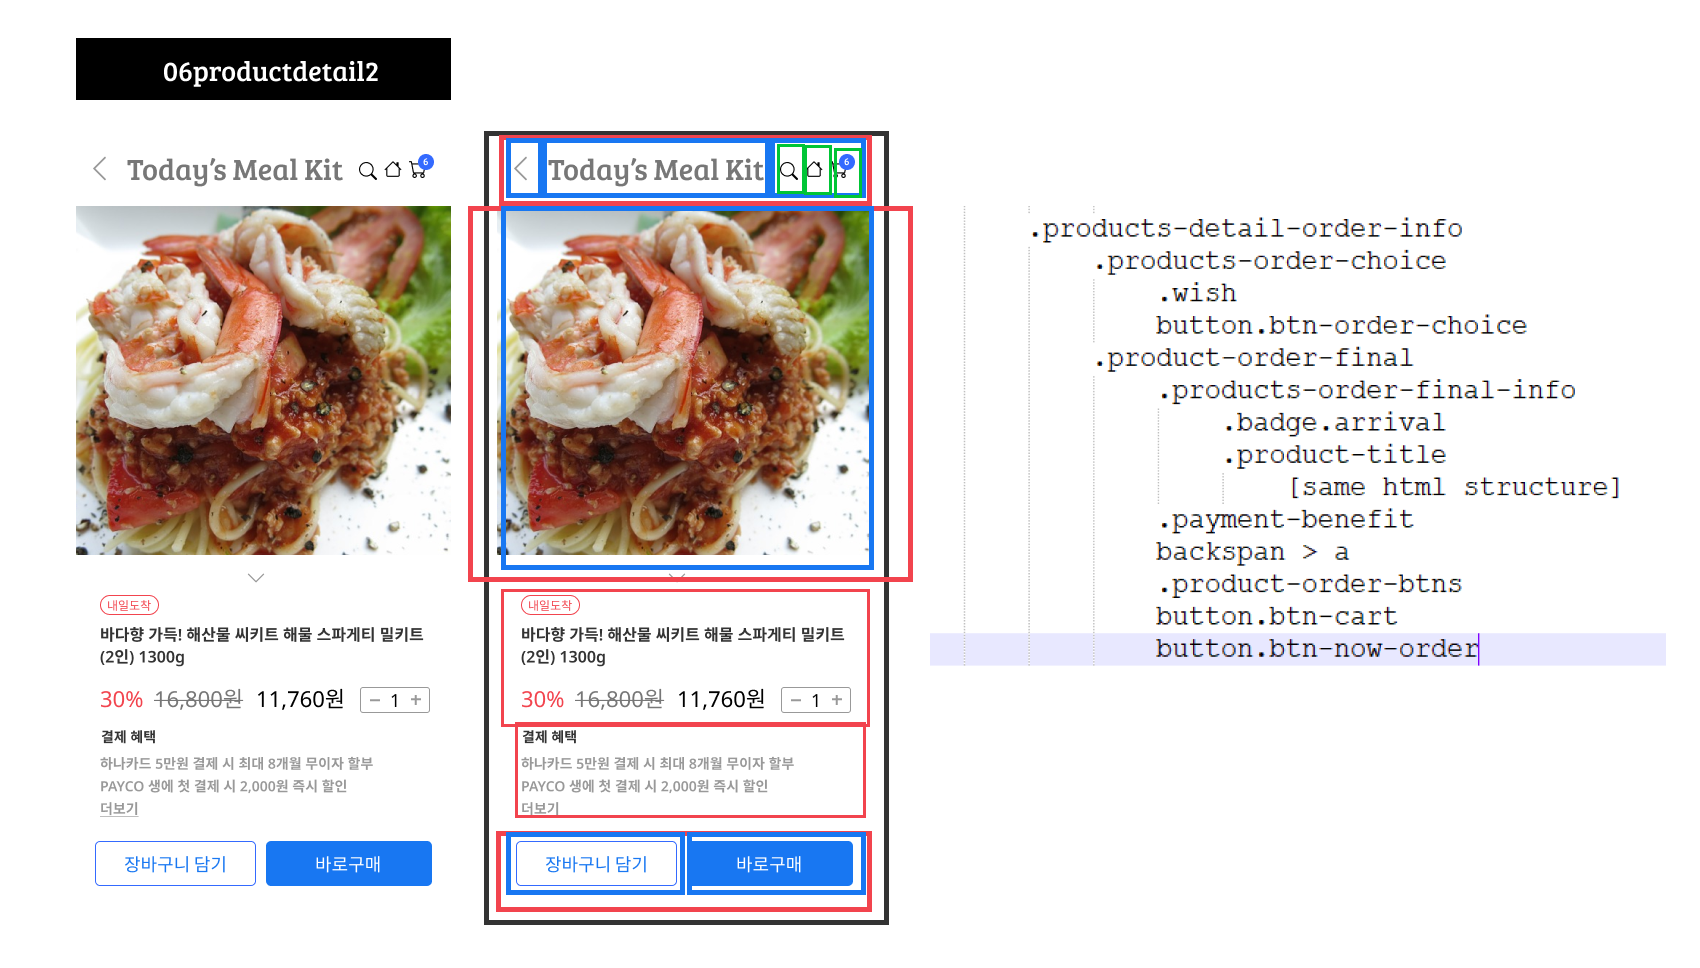 06productdetail2
Today’s Meal Kit
6
내일도착
바다향 가득! 해산물 씨키트 해물 스파게티 밀키트
(2인) 1300g
30% 16,800원 11,760원 − 1 +
결제 혜택
하나카드 5만원 결제 시 최대 8개월 무이자 할부
PAYCO 생에 첫 결제 시 2,000원 즉시 할인
더보기
장바구니 담기
바로구매
Today’s Meal Kit
6
내일도착
바다향 가득! 해산물 씨키트 해물 스파게티 밀키트
(2인) 1300g
30% 16,800원 11,760원 − 1 +
결제 혜택
하나카드 5만원 결제 시 최대 8개월 무이자 할부
PAYCO 생에 첫 결제 시 2,000원 즉시 할인
더보기
장바구니 담기
바로구매
.products-detail-order-info
.products-order-choice
.wish
button.btn-order-choice
.product-order-final
.products-order-final-info
.badge.arrival
.product-title
[same html structure]
.payment-benefit
backspan > a
.product-order-btns
button.btn-cart
button.btn-now-order